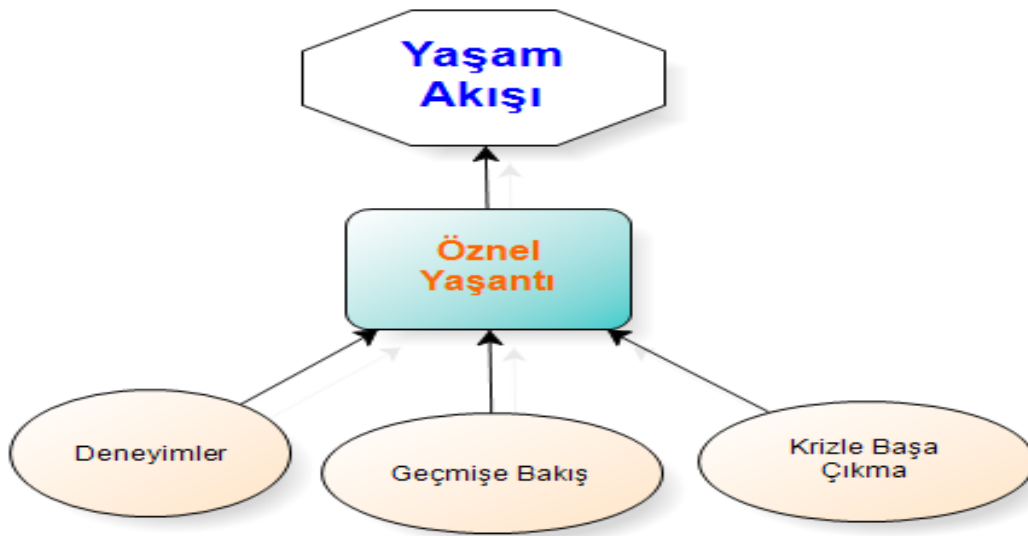 Yaşam
Akışı
Öznel
Yaşantı
Deneyimler
Geçmişe Bakış
Krizle Başa
Çıkma